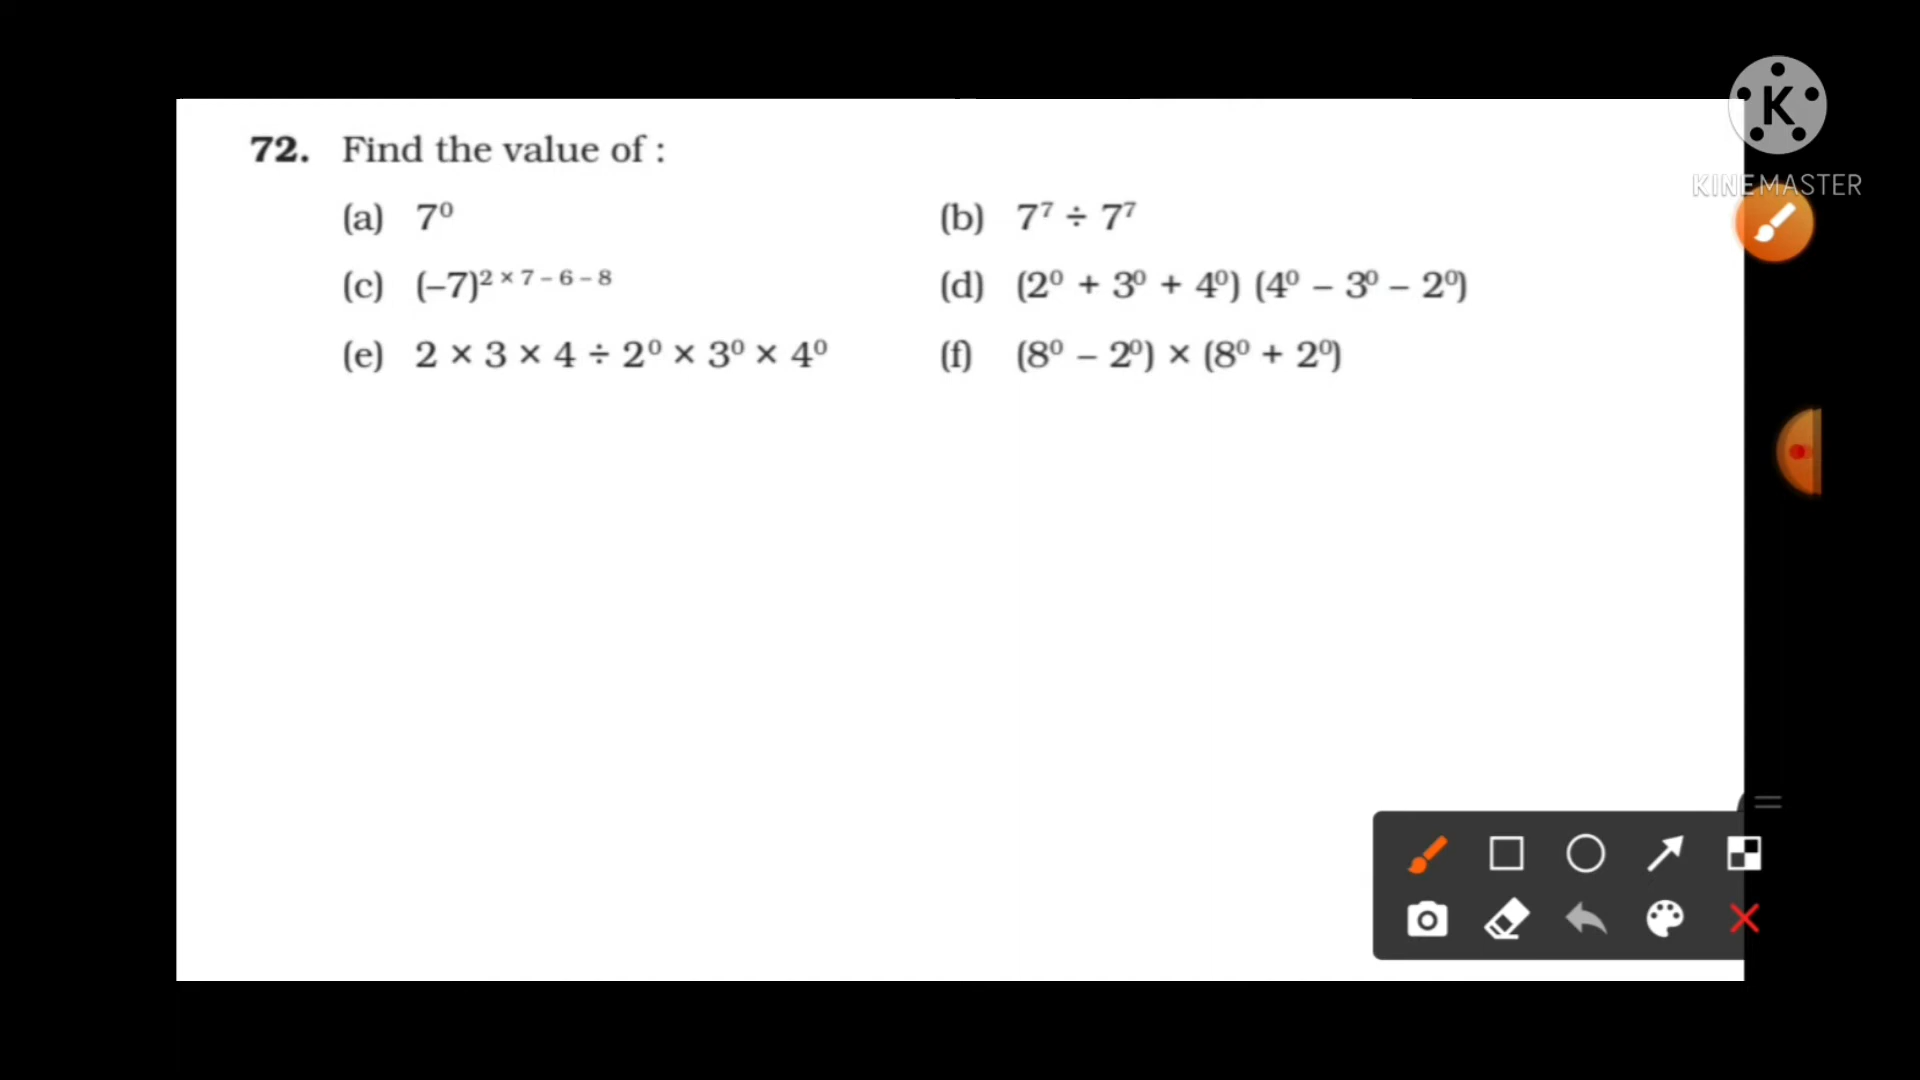 72. Find the value of :
(a) 7⁰ (b) 7⁷ ÷ 7⁷
(c) (–7)²ˣ⁷⁻⁶⁻⁸ (d) (2⁰ + 3⁰ + 4⁰) (4⁰ – 3⁰ – 2⁰)
(e) 2 × 3 × 4 ÷ 2⁰ × 3⁰ × 4⁰ (f) (8⁰ – 2⁰) × (8⁰ + 2⁰)
K
KINEMASTER